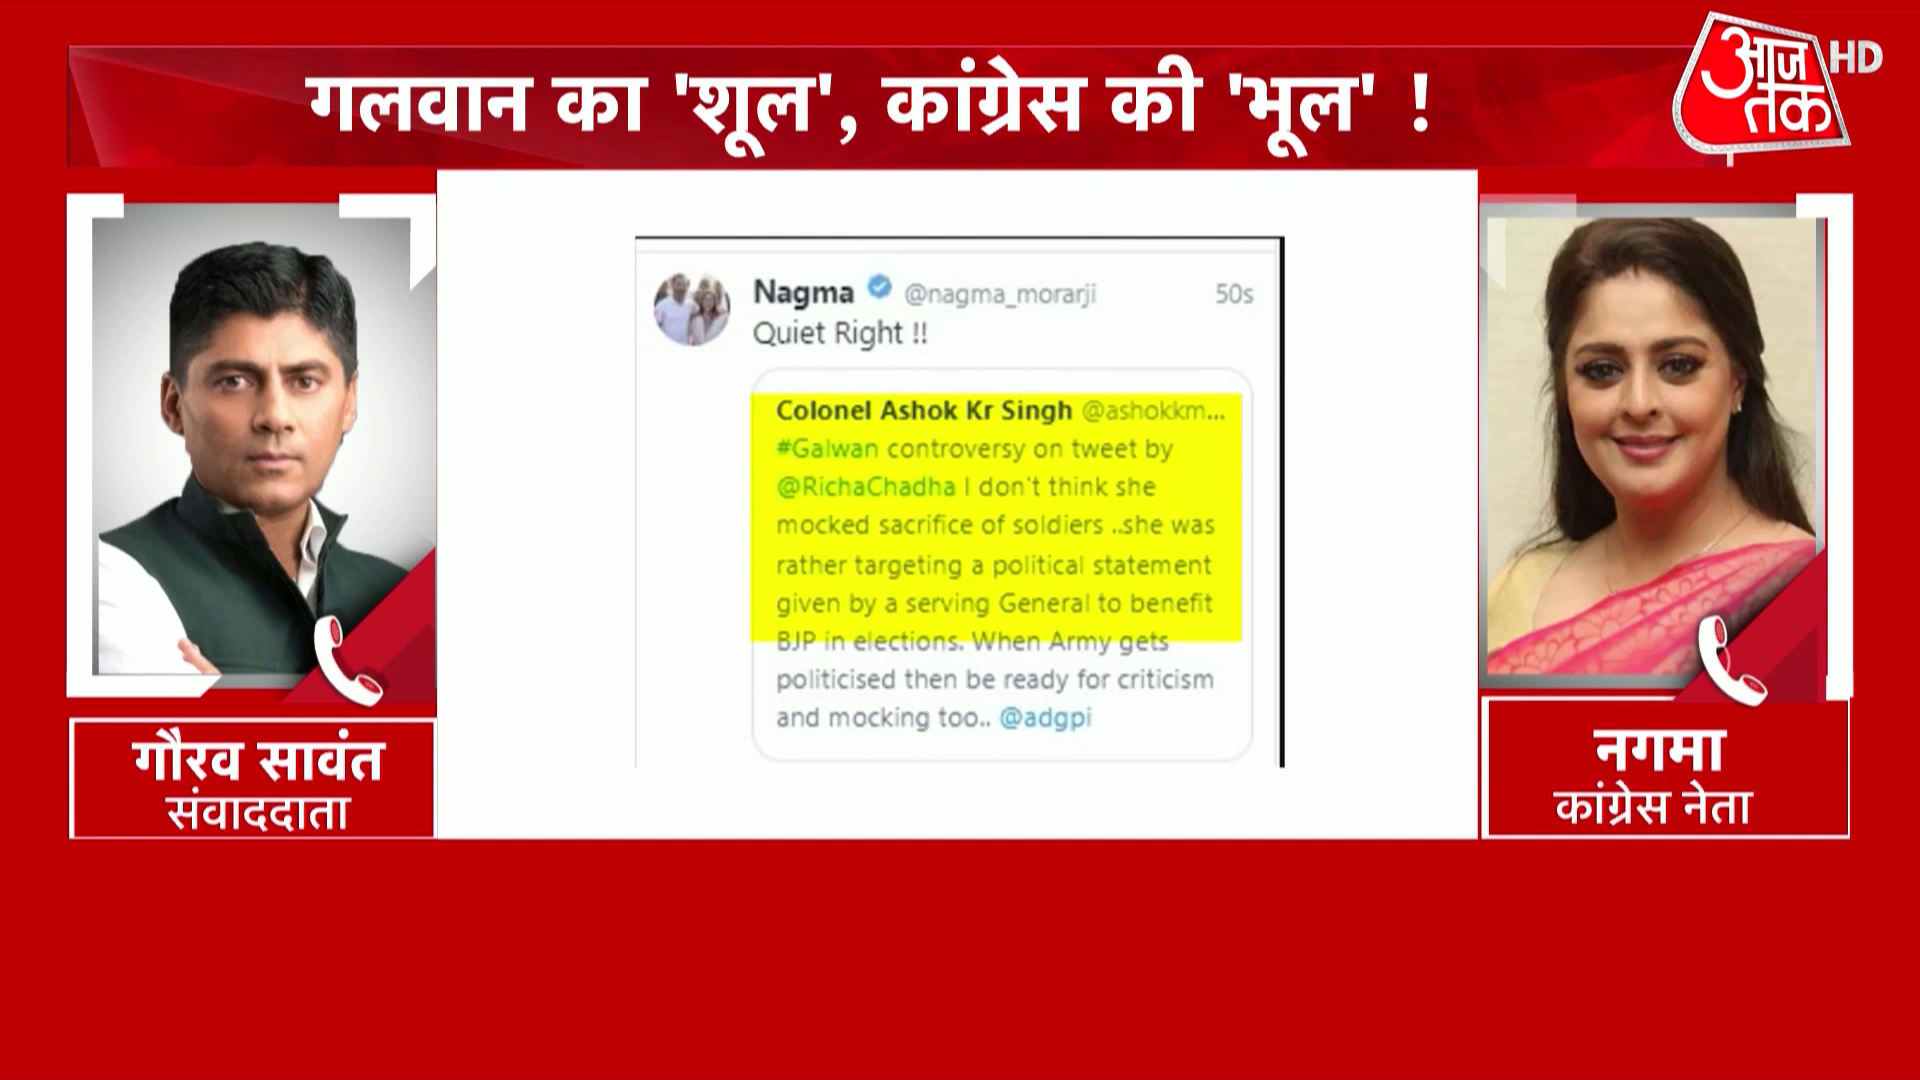 गलवान का 'शूल', कांग्रेस की 'भूल' !
आज
तक
HD
Nagma @nagma_morarji 50s
Quiet Right !!
Colonel Ashok Kr Singh @ashokkm...
#Galwan controversy on tweet by
@RichaChadha I don't think she
mocked sacrifice of soldiers ..she was
rather targeting a political statement
given by a serving General to benefit
BJP in elections. When Army gets
politicised then be ready for criticism
and mocking too.. @adgpi
गौरव सावंत
संवाददाता
नगमा
कांग्रेस नेता